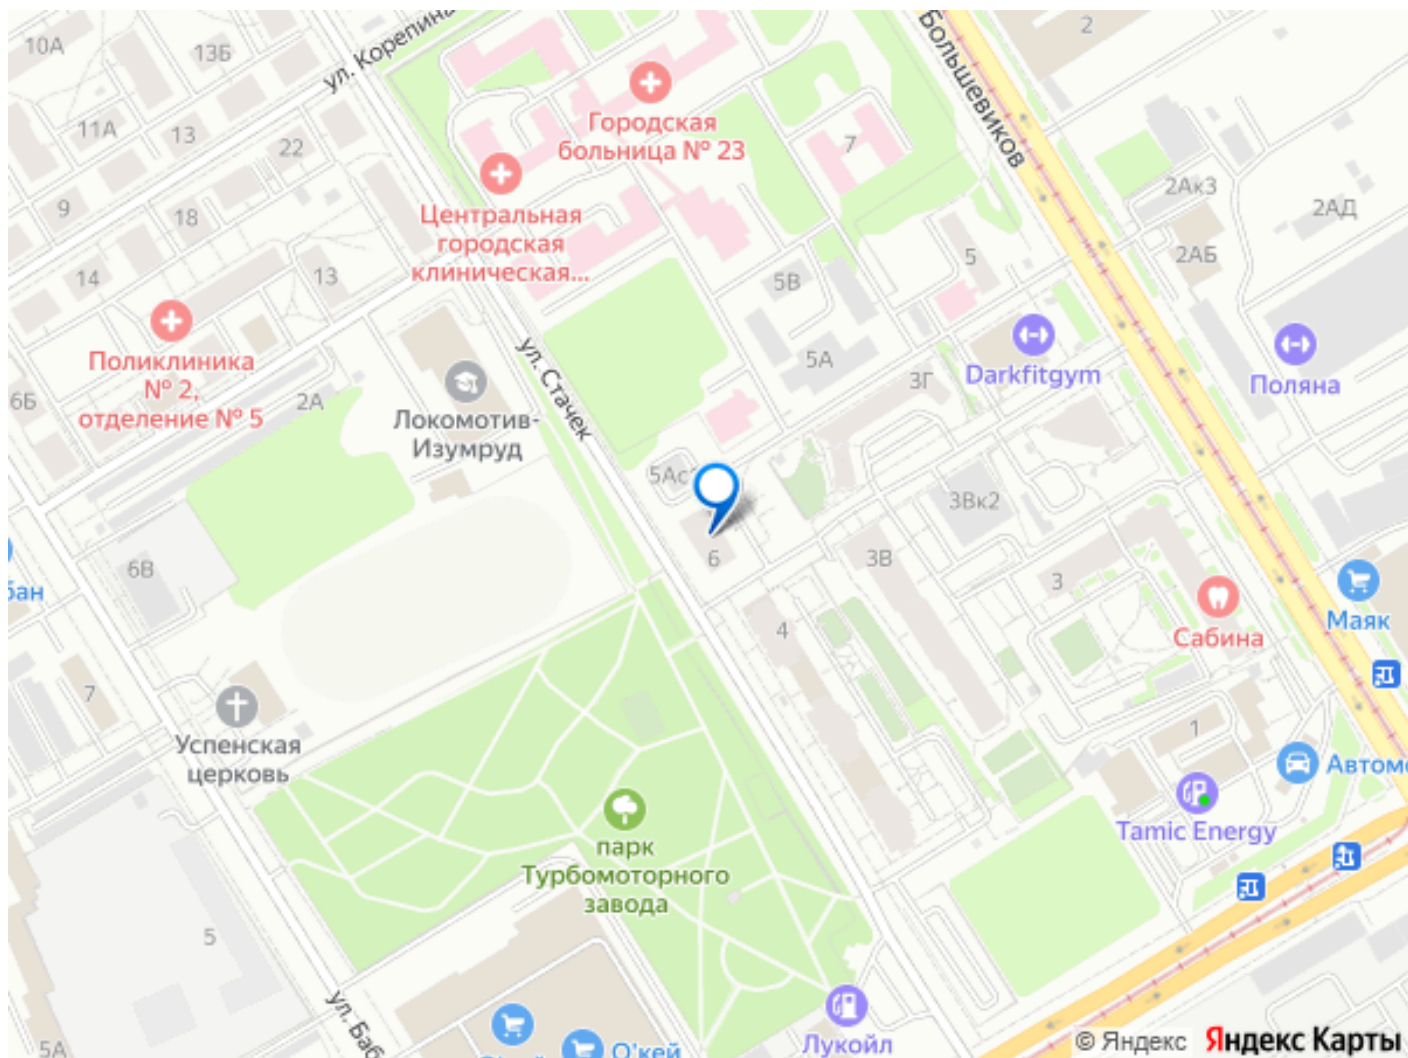 10А
13Б
ул. Корепина
Большевиков
2
11А
13
22
Городская
больница № 23
7
9
18
Центральная
городская
клиническая...
2Ак3
2АД
2АБ
14
13
5В
5
Поликлиника
№ 2,
отделение № 5
ул. Стачек
5А
3Г
Darkfitgym
Поляна
6Б
2А
Локомотив-
Изумруд
5Ас
3Вк2
6В
6
3В
3
бан
4
Сабина
Маяк
7
Успенская
церковь
1
Автомо
парк
Турбомоторного
завода
Tamic Energy
5
ул. Баб
5А
О'кей
Лукойл
© Яндекс Яндекс Карты